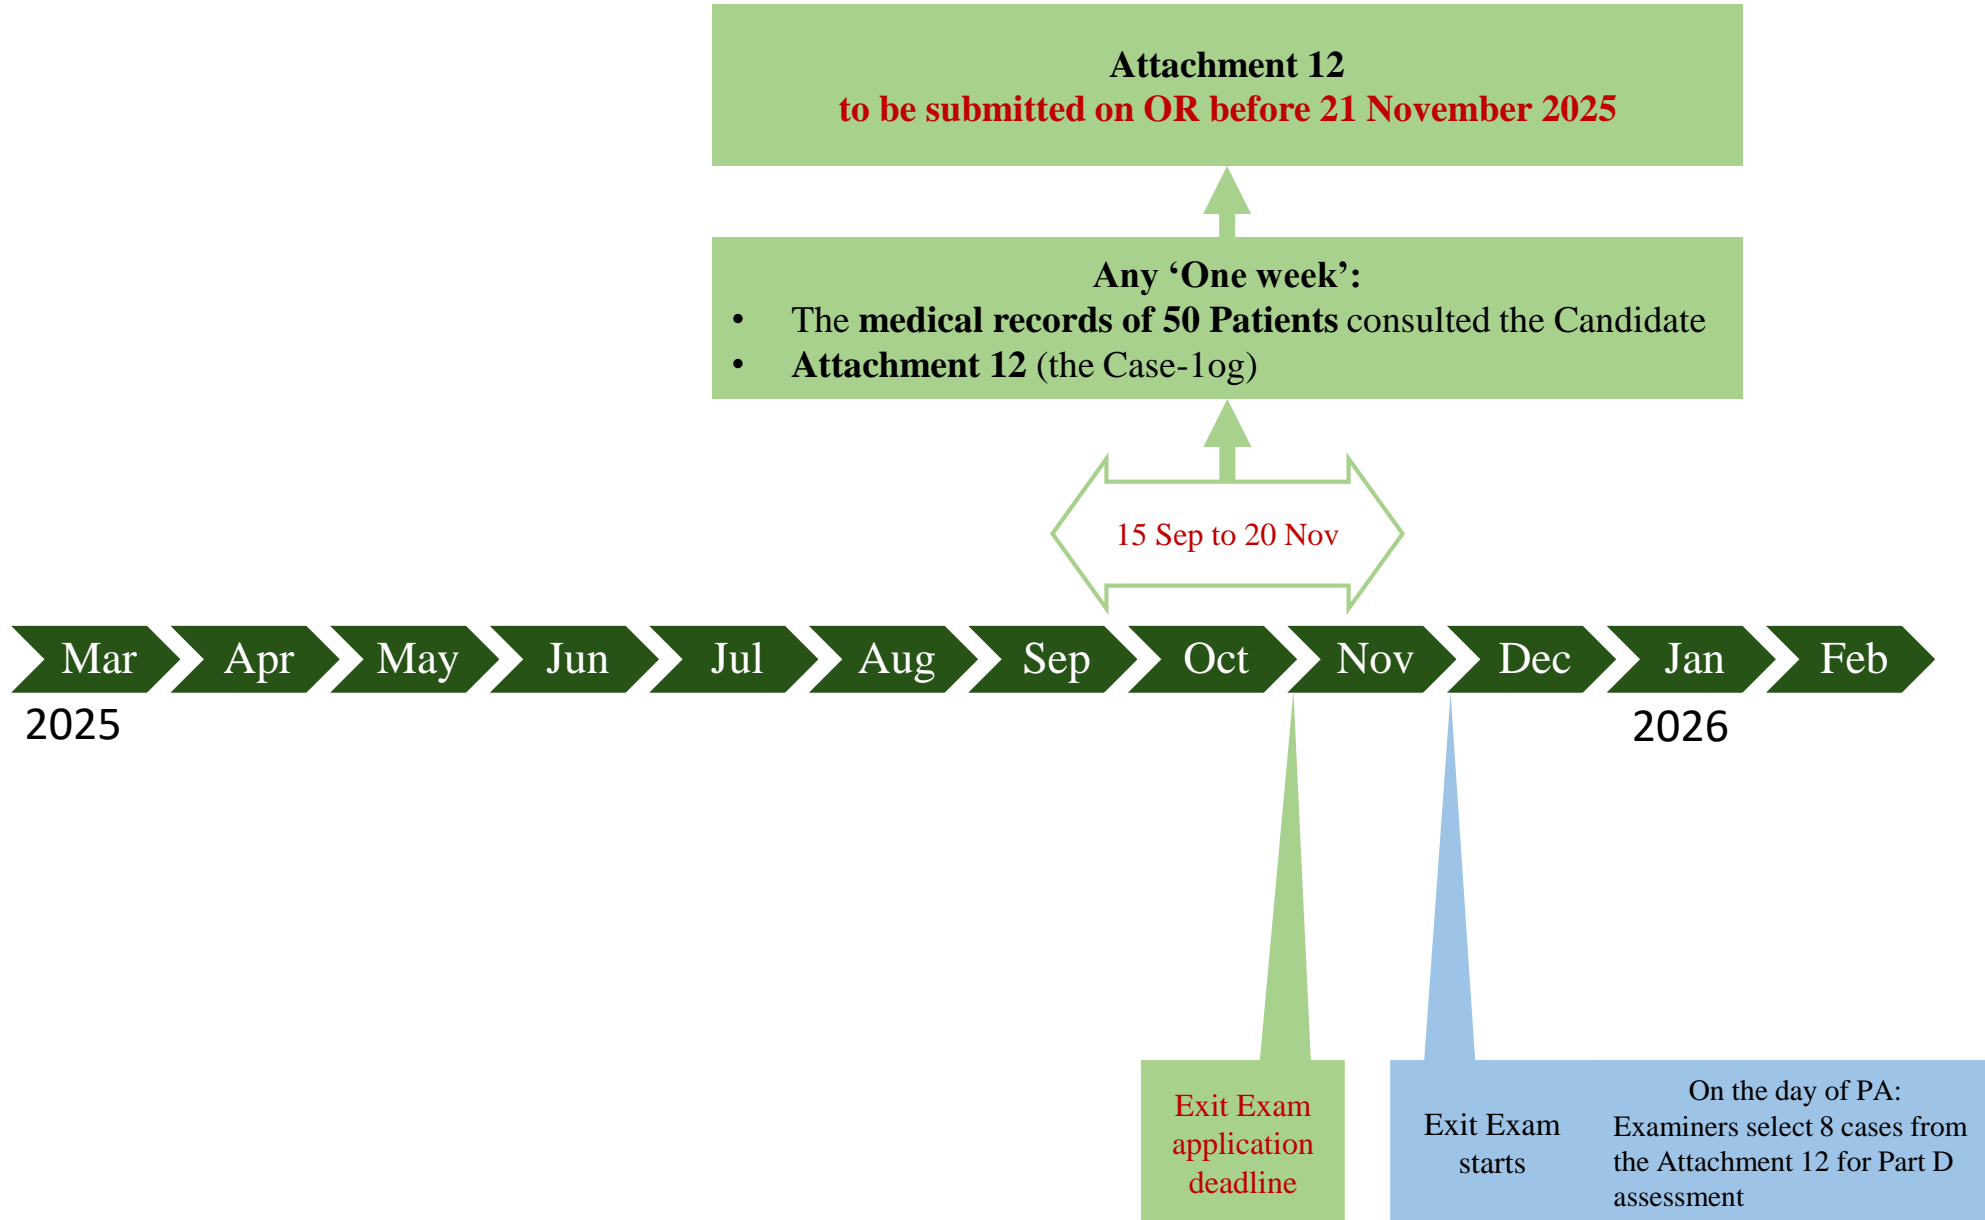 Attachment 12
to be submitted on OR before 21 November 2025
Any ‘One week’:
• The medical records of 50 Patients consulted the Candidate
• Attachment 12 (the Case-1og)
15 Sep to 20 Nov
Mar Apr May Jun Jul Aug Sep Oct Nov Dec Jan Feb
2025 2026
Exit Exam
application
deadline
Exit Exam
starts
On the day of PA:
Examiners select 8 cases from
the Attachment 12 for Part D
assessment